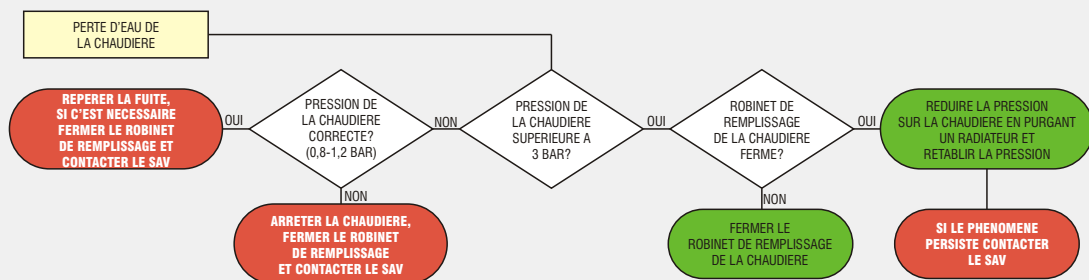 PERTE D'EAU DE
LA CHAUDIERE
REPERER LA FUITE,
SI C'EST NECESSAIRE
FERMER LE ROBINET
DE REMPLISSAGE ET
CONTACTER LE SAV
OUI
PRESSION DE
LA CHAUDIERE
CORRECTE?
(0,8-1,2 BAR)
NON
PRESSION DE
LA CHAUDIERE
SUPERIEURE A
3 BAR?
OUI
ROBINET DE
REMPLISSAGE
DE LA CHAUDIERE
FERME?
OUI
REDUIRE LA PRESSION
SUR LA CHAUDIERE EN PURGANT
UN RADIATEUR ET
RETABLIR LA PRESSION
NON
ARRETER LA CHAUDIERE,
FERMER LE ROBINET
DE REMPLISSAGE
ET CONTACTER LE SAV
NON
FERMER LE
ROBINET DE REMPLISSAGE
DE LA CHAUDIERE
SI LE PHENOMENE
PERSISTE CONTACTER
LE SAV